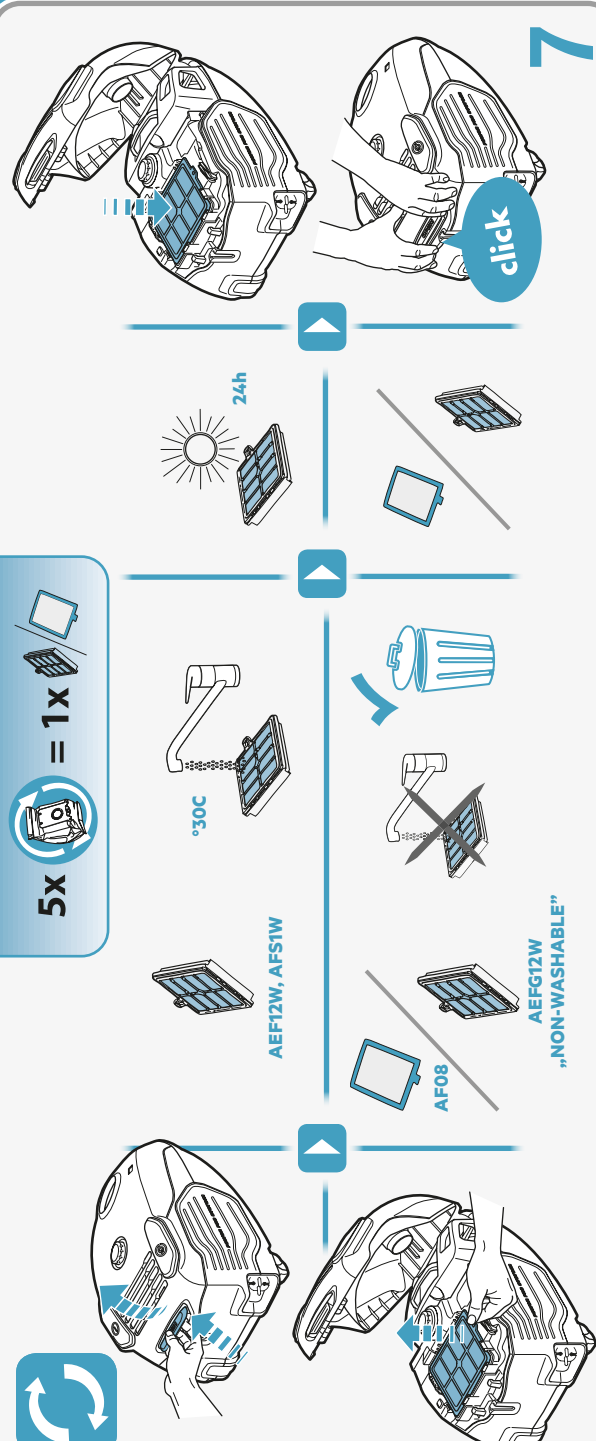 5x = 1x
AEF12W, AFS1W
°30C
24h
AF08
AEFG12W
„NON-WASHABLE”
click
7